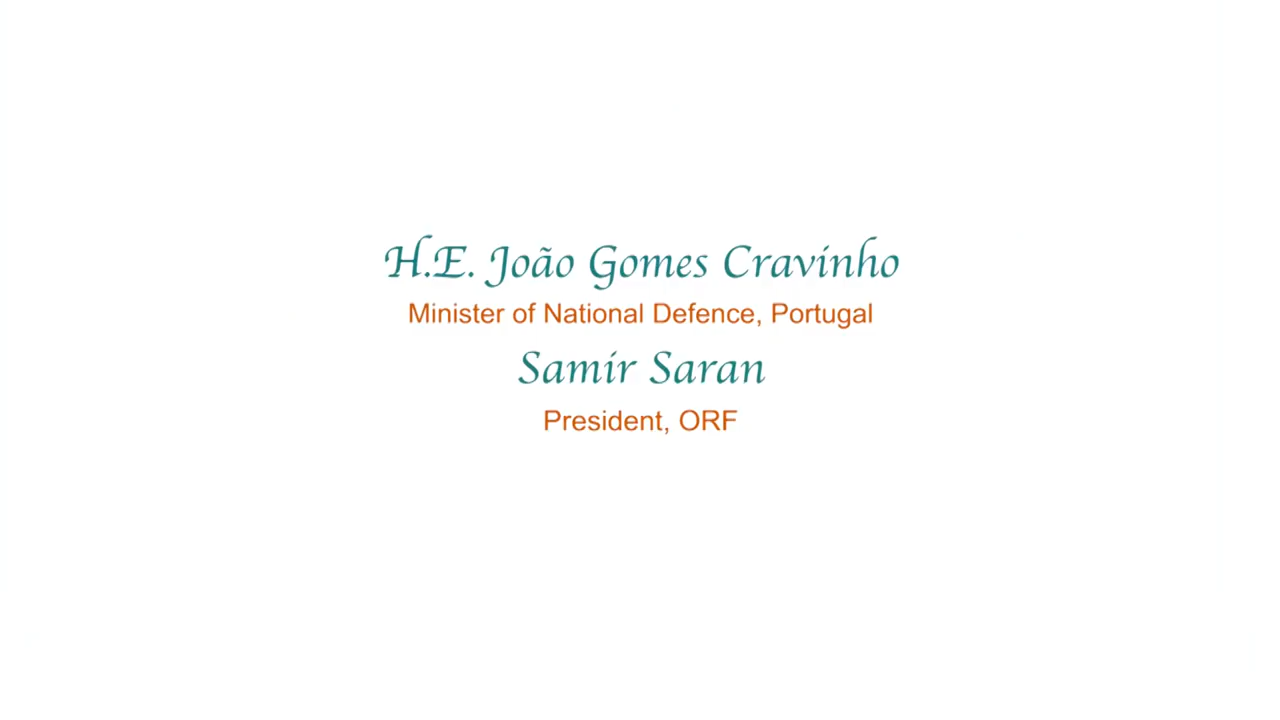 H.E. João Gomes Cravinho
Minister of National Defence, Portugal
Samir Saran
President, ORF